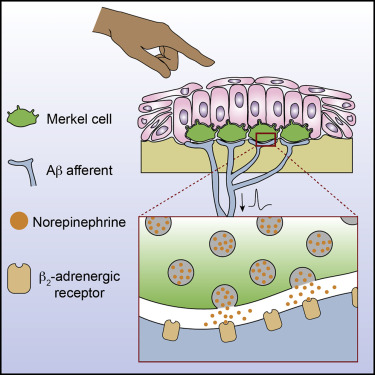 Merkel cell
Aβ afferent
Norepinephrine
β₂-adrenergic
receptor